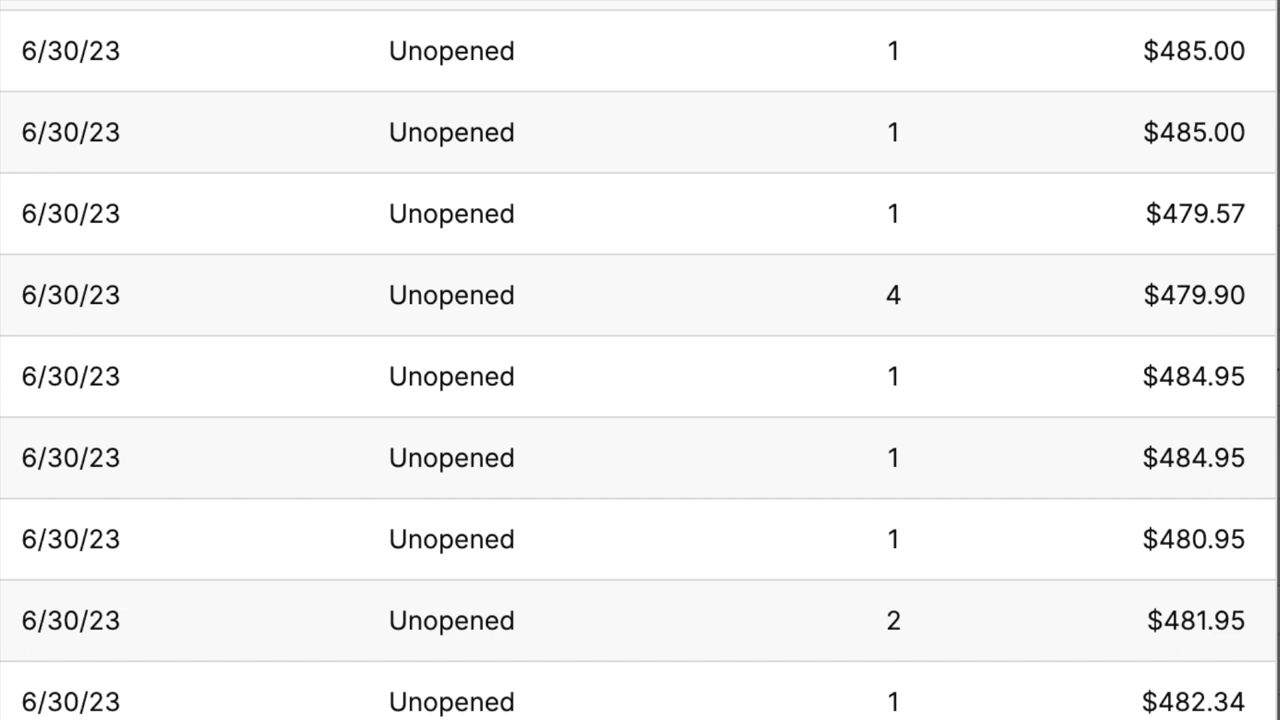 6/30/23 Unopened 1 $485.00
6/30/23 Unopened 1 $485.00
6/30/23 Unopened 1 $479.57
6/30/23 Unopened 4 $479.90
6/30/23 Unopened 1 $484.95
6/30/23 Unopened 1 $484.95
6/30/23 Unopened 1 $480.95
6/30/23 Unopened 2 $481.95
6/30/23 Unopened 1 $482.34